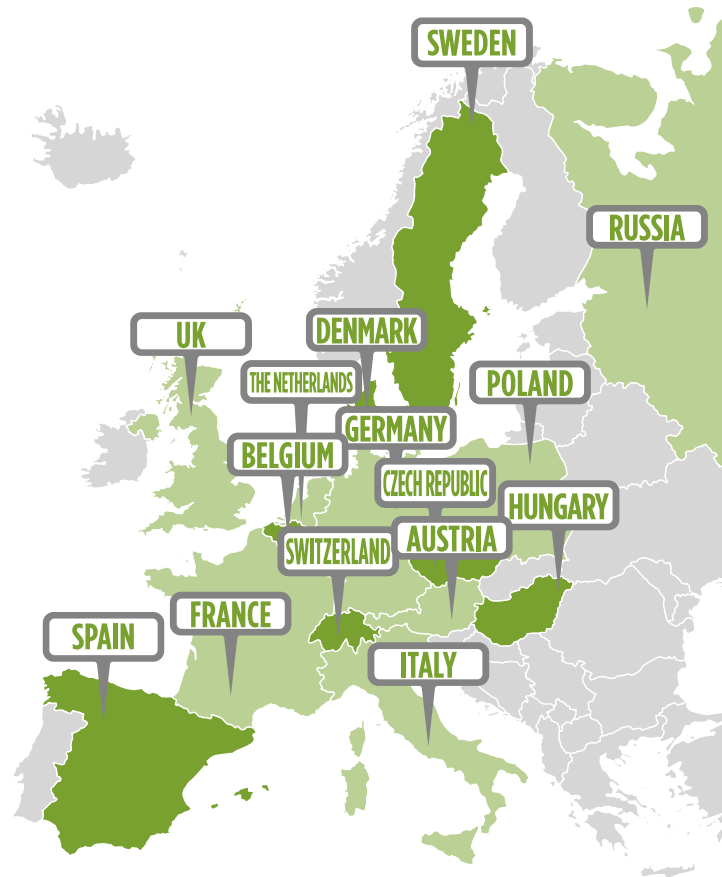 SWEDEN
RUSSIA
UK
DENMARK
THE NETHERLANDS
POLAND
GERMANY
BELGIUM
CZECH REPUBLIC
HUNGARY
SWITZERLAND
AUSTRIA
FRANCE
SPAIN
ITALY